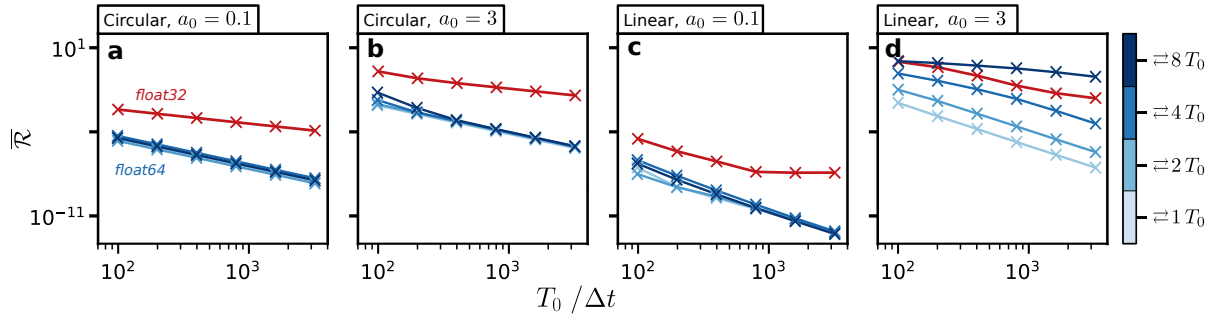 Circular, a₀ = 0.1
Circular, a₀ = 3
Linear, a₀ = 0.1
Linear, a₀ = 3
a
b
c
d
10¹
10⁻¹¹
R̅
float32
float64
10² 10³
10² 10³
10² 10³
10² 10³
T₀ / Δt
⇄8 T₀
⇄4 T₀
⇄2 T₀
⇄1 T₀